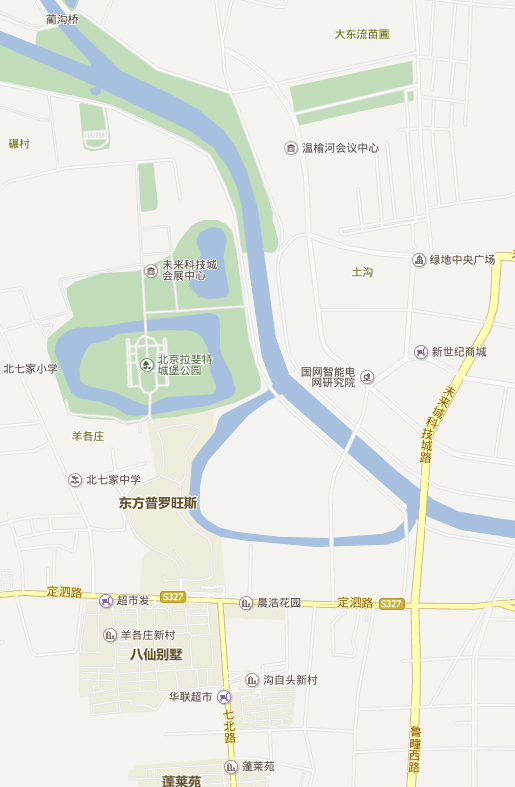 蔺沟桥
大东流苗圃
碾村
温榆河会议中心
未来科技城
会展中心
绿地中央广场
土沟
新世纪商城
北京拉斐特
城堡公园
北七家小学
国网智能电
网研究院
未来城科技城路
羊各庄
北七家中学
东方普罗旺斯
定泗路
S327
超市发
晨浩花园
定泗路
S327
羊各庄新村
八仙别墅
沟自头新村
华联超市
七北路
鲁疃西路
蓬莱苑
蓬莱苑